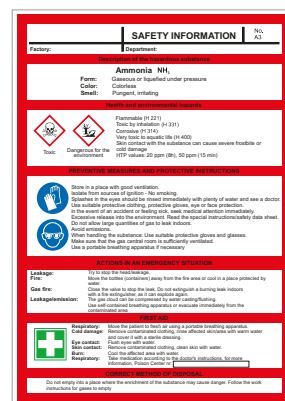 SAFETY INFORMATION
No.
A3
Factory: Department:
Description of the hazardous substance
Ammonia NH3
Form: Gaseous or liquefied under pressure
Color: Colorless
Smell: Pungent, irritating
Health and environmental hazards
Flammable (H 221)
Toxic by inhalation (H 331)
Corrosive (H 314)
Very toxic to aquatic life (H 400)
Skin contact with the substance can cause severe frostbite or
cold damage
HTP values: 20 ppm (8h), 50 ppm (15 min)
Toxic
Dangerous for the
environment
PREVENTIVE MEASURES AND PROTECTIVE INSTRUCTIONS
Store in a place with good ventilation.
Isolate from sources of ignition - No smoking.
Splashes in the eyes should be rinsed immediately with plenty of water and see a doctor.
Use suitable protective clothing, protective gloves, eye or face protection.
in the event of an accident or feeling sick, seek medical attention immediately.
Excessive release into the environment. Read the special instructions/safety data sheet.
Do not allow large quantities of gas to leak indoors.
Avoid emissions.
When handling the substance: Use suitable protective gloves and glasses.
Make sure that the gas central room is sufficiently ventilated.
Use a portable breathing apparatus if necessary
ACTIONS IN AN EMERGENCY SITUATION
Leakage: Try to stop the head/leakage.
Fire: Move the bottles (containers) away from the fire area or cool in a place protected by
water.
Gas fire: Close the valve to stop the leak. Do not extinguish a burning leak indoors
with a fire extinguisher, as it can explode again.
Leakage/emission: The gas cloud can be compressed by water casting/flushing.
Use self-contained breathing apparatus or evacuate immediately from the
contaminated area
FIRST AID
Respiratory: Move the patient to fresh air using a portable breathing apparatus.
Cold damage: Remove contaminated clothing, rinse affected skin/area with warm water
and cover it with a sterile dressing.
Eye contact: Flush eyes with water.
Skin contact: Remove contaminated clothing, clean skin with water.
Burn: Cool the affected area with water.
Respiratory: Take medication according to the doctor's instructions, for more
information, Poison Center nr:
CORRECT METHOD OF DISPOSAL
Do not empty into a place where the enrichment of the substance may cause danger. Follow the work
instructions for gases to empty